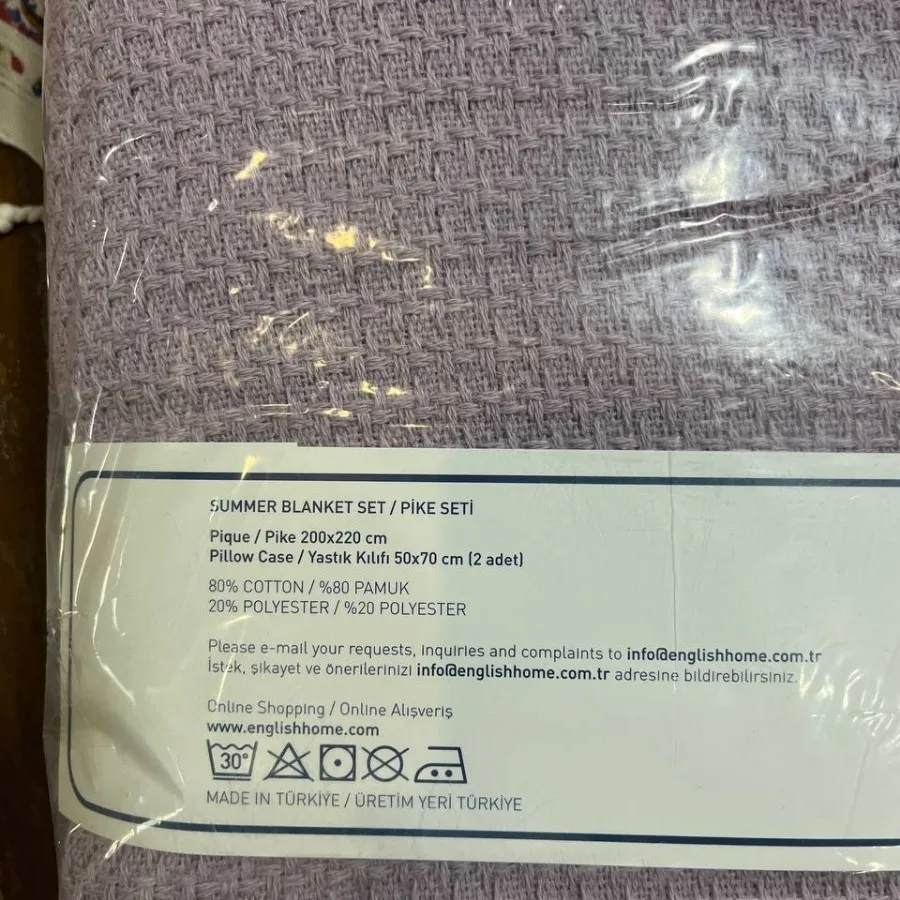 SUMMER BLANKET SET / PİKE SETİ
Pique / Pike 200x220 cm
Pillow Case / Yastık Kılıfı 50x70 cm (2 adet)
80% COTTON / %80 PAMUK
20% POLYESTER / %20 POLYESTER
Please e-mail your requests, inquiries and complaints to info@englishhome.com.tr
İstek, şikayet ve önerilerinizi info@englishhome.com.tr adresine bildirebilirsiniz.
Online Shopping / Online Alışveriş
www.englishhome.com
30°
MADE IN TÜRKİYE / ÜRETİM YERİ TÜRKİYE